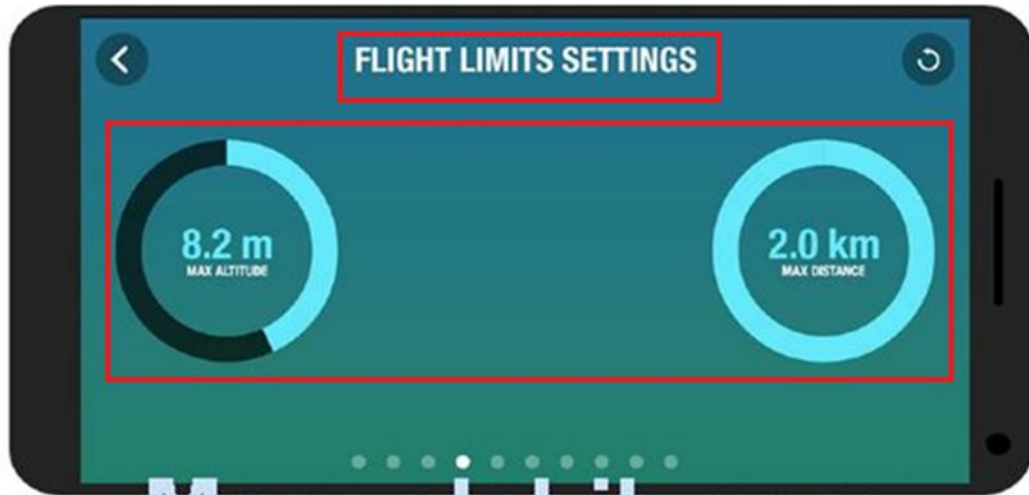 FLIGHT LIMITS SETTINGS
8.2 m
MAX ALTITUDE
2.0 km
MAX DISTANCE